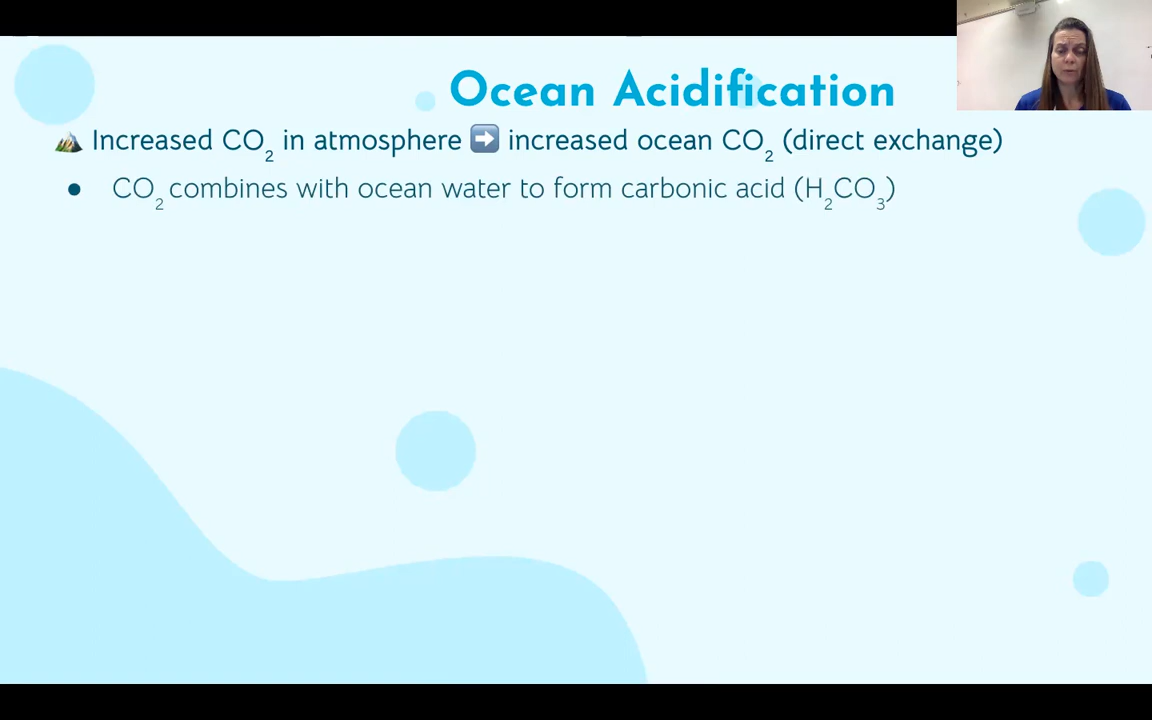 Ocean Acidification
⛰️ Increased CO₂ in atmosphere ➡️ increased ocean CO₂ (direct exchange)
● CO₂ combines with ocean water to form carbonic acid (H₂CO₃)